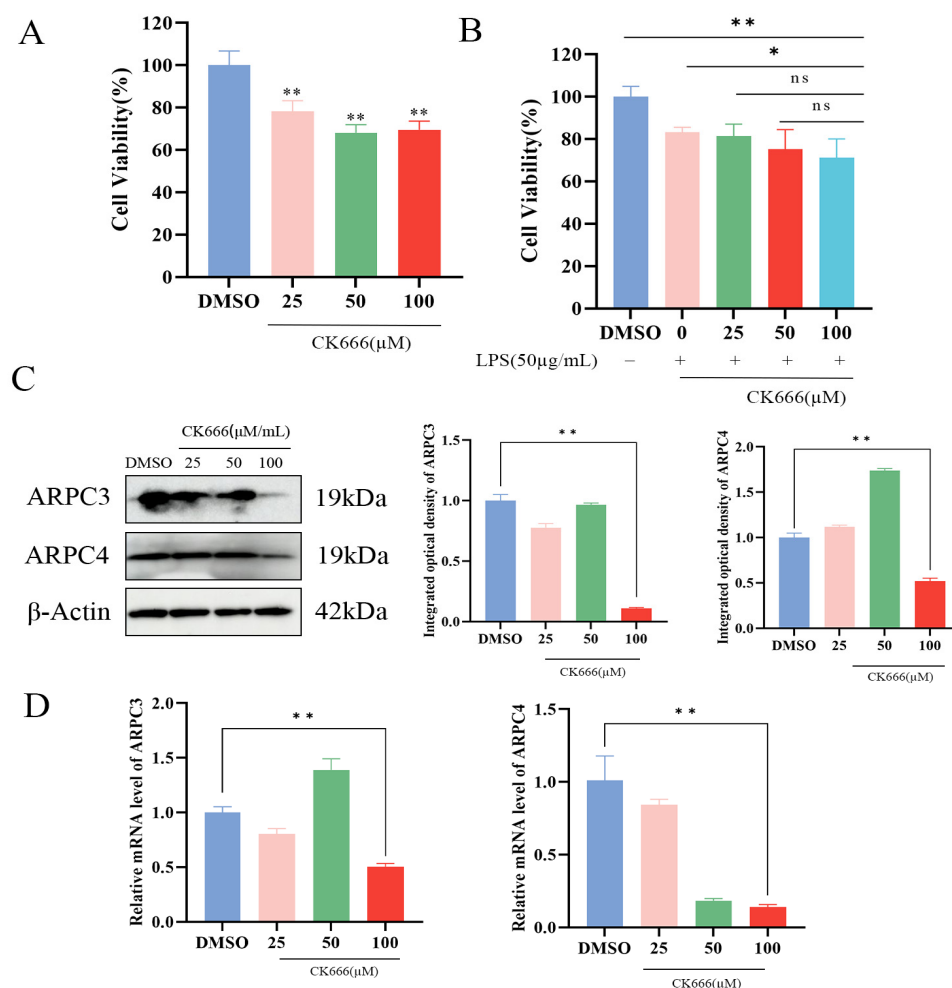 A
Cell Viability(%)
120
100
80
60
40
20
0
**
**
**
DMSO 25 50 100
CK666(µM)
B
Cell Viability(%)
120
100
80
60
40
20
0
**
*
ns
ns
DMSO 0 25 50 100
LPS(50µg/mL) − + + + +
CK666(µM)
C
CK666(µM/mL)
DMSO 25 50 100
ARPC3 19kDa
ARPC4 19kDa
β-Actin 42kDa
Integrated optical density of ARPC3
1.5
1.0
0.5
0.0
**
DMSO 25 50 100
CK666(µM)
Integrated optical density of ARPC4
2.0
1.5
1.0
0.5
0.0
**
DMSO 25 50 100
CK666(µM)
D
Relative mRNA level of ARPC3
2.0
1.5
1.0
0.5
0.0
**
DMSO 25 50 100
CK666(µM)
Relative mRNA level of ARPC4
1.5
1.0
0.5
0.0
**
DMSO 25 50 100
CK666(µM)